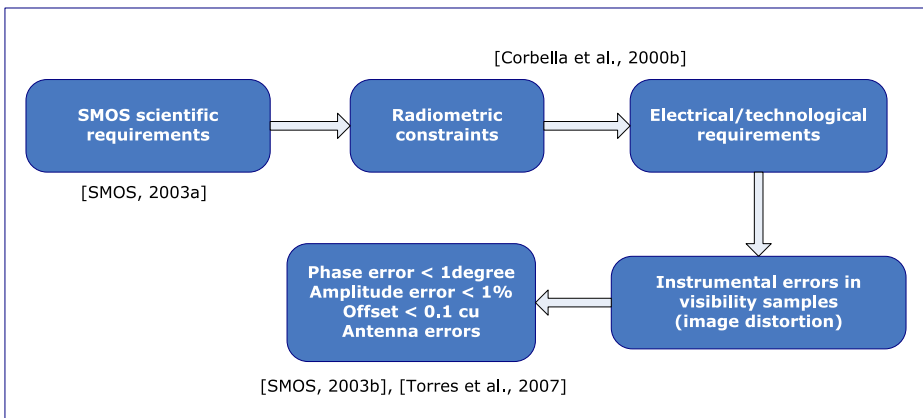 [Corbella et al., 2000b]
SMOS scientific
requirements
Radiometric
constraints
Electrical/technological
requirements
[SMOS, 2003a]
Phase error < 1degree
Amplitude error < 1%
Offset < 0.1 cu
Antenna errors
Instrumental errors in
visibility samples
(image distortion)
[SMOS, 2003b], [Torres et al., 2007]